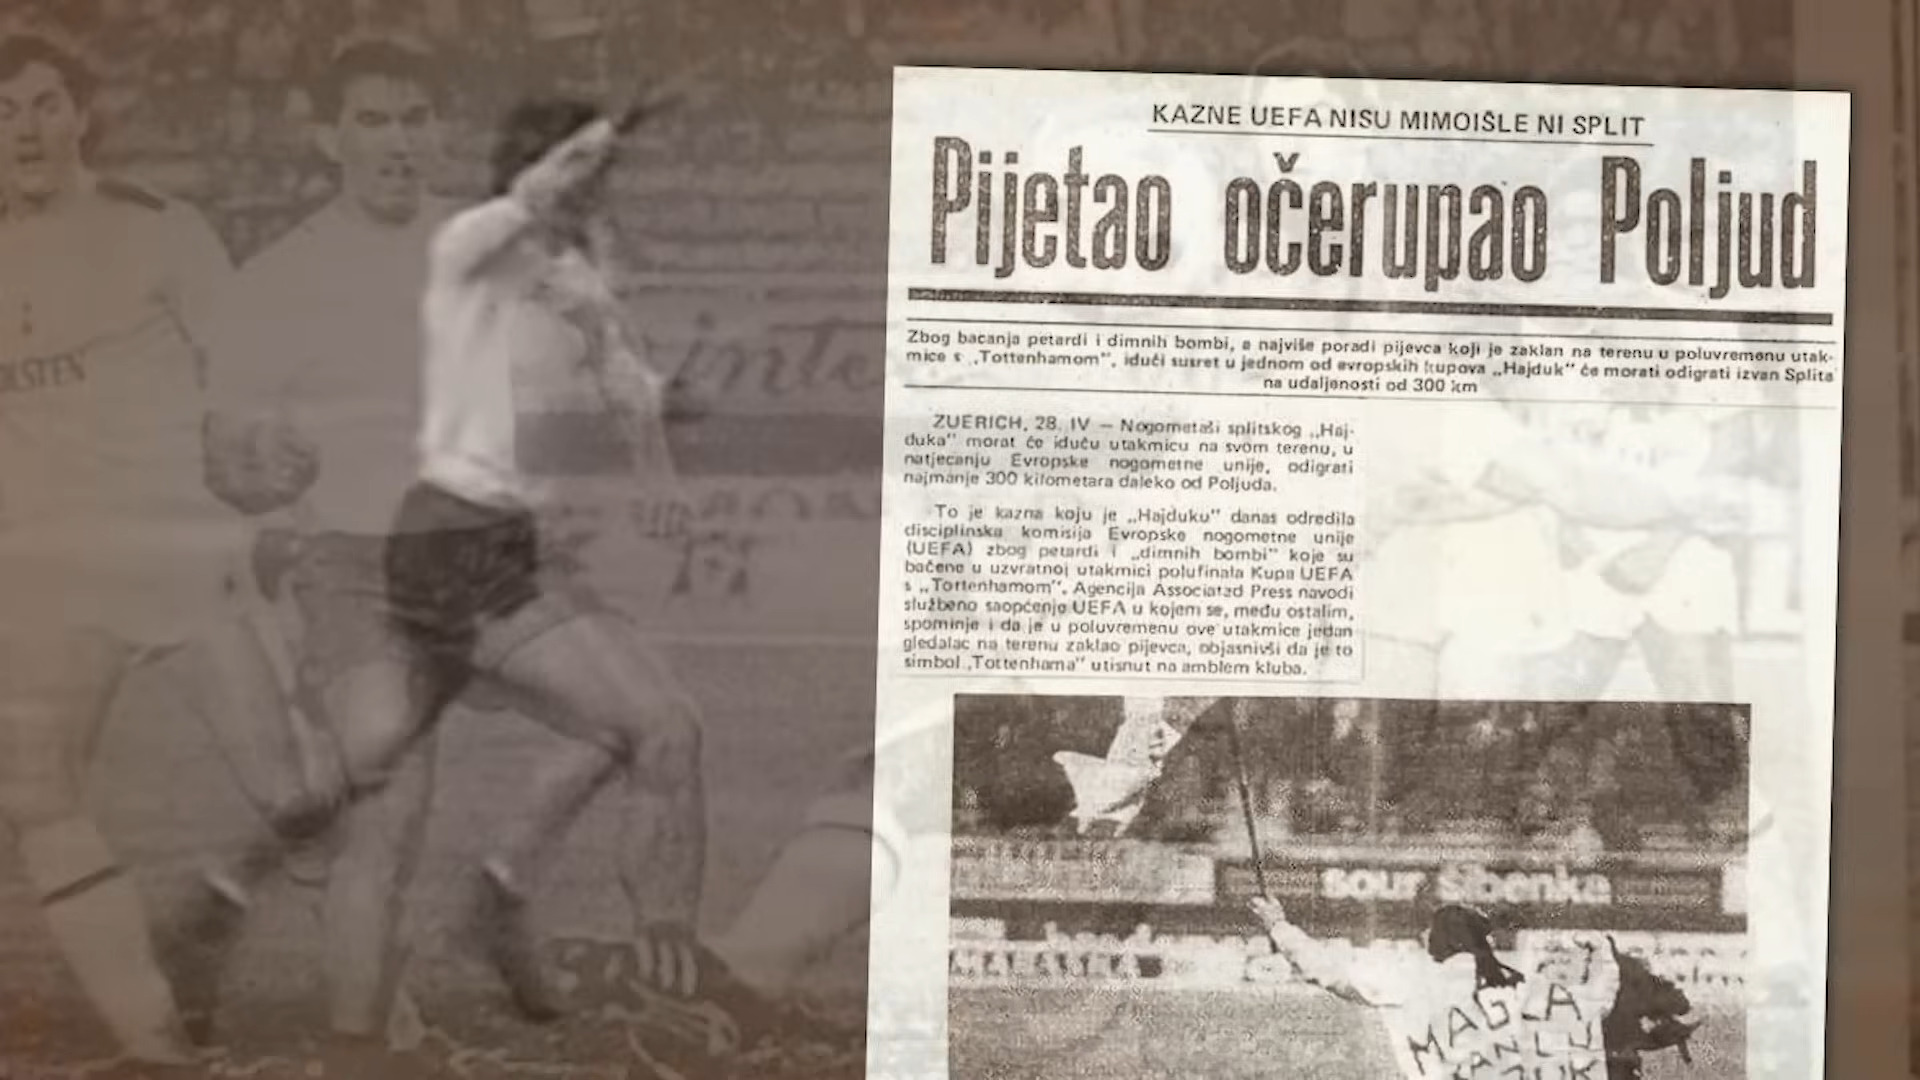 KAZNE UEFA NISU MIMOIŠLE NI SPLIT
Pijetao očerupao Poljud
Zbog bacanja petardi i dimnih bombi, a najviše poradi pijevca koji je zaklan na terenu u poluvremenu utak-
mice s „Tottenhamom”, idući susret u jednom od evropskih kupova „Hajduk” će morati odigrati izvan Splita
na udaljenosti od 300 km
ZUERICH, 28. IV — Nogometaši splitskog „Haj-
duka” morat će iduću utakmicu na svom terenu, u
natjecanju Evropske nogometne unije, odigrati
najmanje 300 kilometara daleko od Poljuda.
To je kazna koju je „Hajduku” danas odredila
disciplinska komisija Evropske nogometne unije
(UEFA) zbog petardi i „dimnih bombi” koje su
bačene u uzvratnoj utakmici polufinala Kupa UEFA
s „Tottenhamom”. Agencija Associated Press navodi
službeno saopćenje UEFA u kojem se, među ostalim,
spominje i da je u poluvremenu ove utakmice jedan
gledalac na terenu zaklao pijevca, objasnivši da je to
simbol „Tottenhama” utisnut na amblem kluba.
sour šibenka
MAGLA